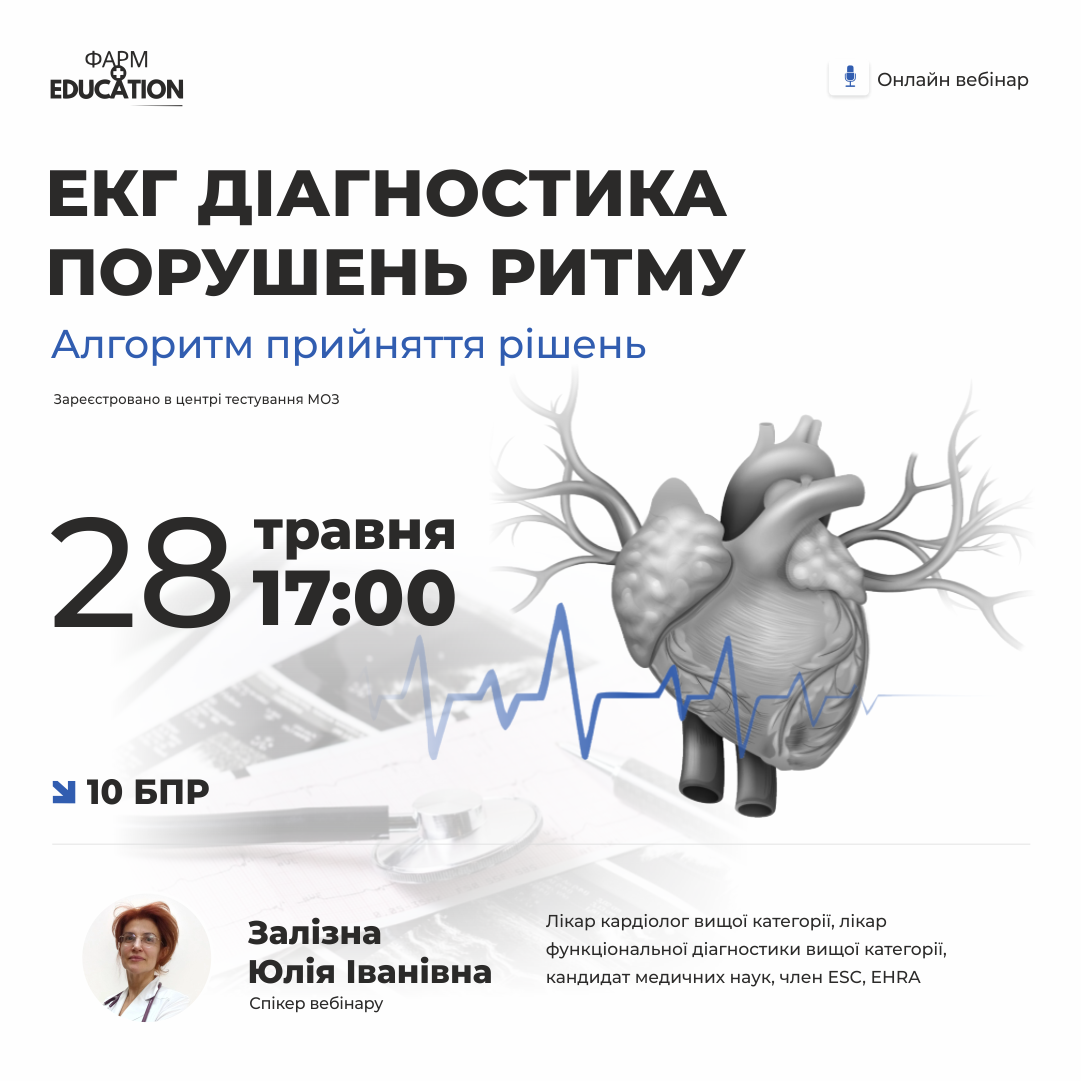 ФАРМ
EDUCATION
Онлайн вебінар
ЕКГ ДІАГНОСТИКА
ПОРУШЕНЬ РИТМУ
Алгоритм прийняття рішень
Зареєстровано в центрі тестування МОЗ
28 травня
17:00
10 БПР
Залізна
Юлія Іванівна
Спікер вебінару
Лікар кардіолог вищої категорії, лікар
функціональної діагностики вищої категорії,
кандидат медичних наук, член ESC, EHRA